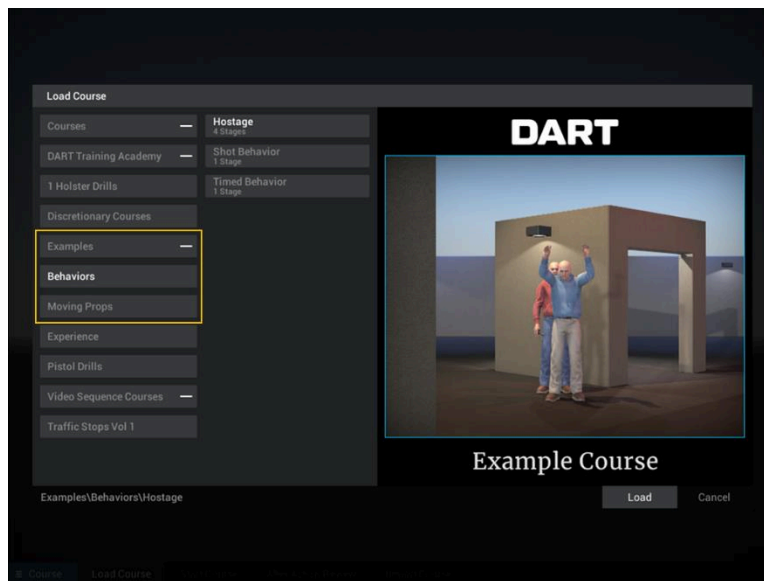 Load Course
Courses
DART Training Academy
1 Holster Drills
Discretionary Courses
Examples
Behaviors
Moving Props
Experience
Pistol Drills
Video Sequence Courses
Traffic Stops Vol 1
Hostage
4 Stages
Shot Behavior
1 Stage
Timed Behavior
1 Stage
DART
Example Course
Examples\Behaviors\Hostage
Load
Cancel
Course
Load Course